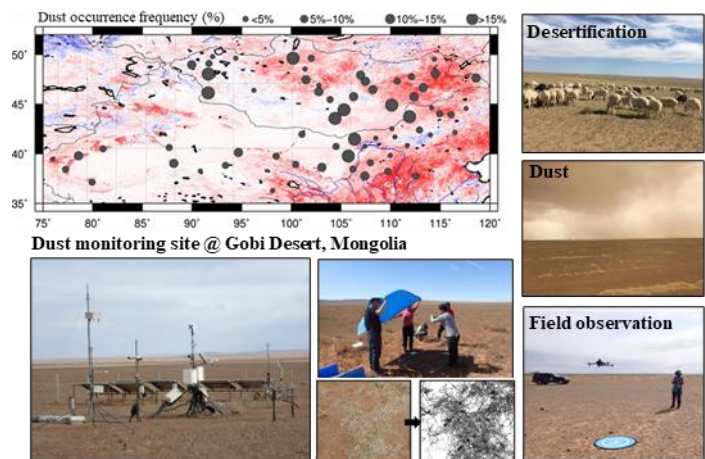 Dust occurrence frequency (%) <5% 5%−10% 10%−15% >15%
50˚
45˚
40˚
35˚
75˚ 80˚ 85˚ 90˚ 95˚ 100˚ 105˚ 110˚ 115˚ 120˚
Dust monitoring site @ Gobi Desert, Mongolia
Desertification
Dust
Field observation